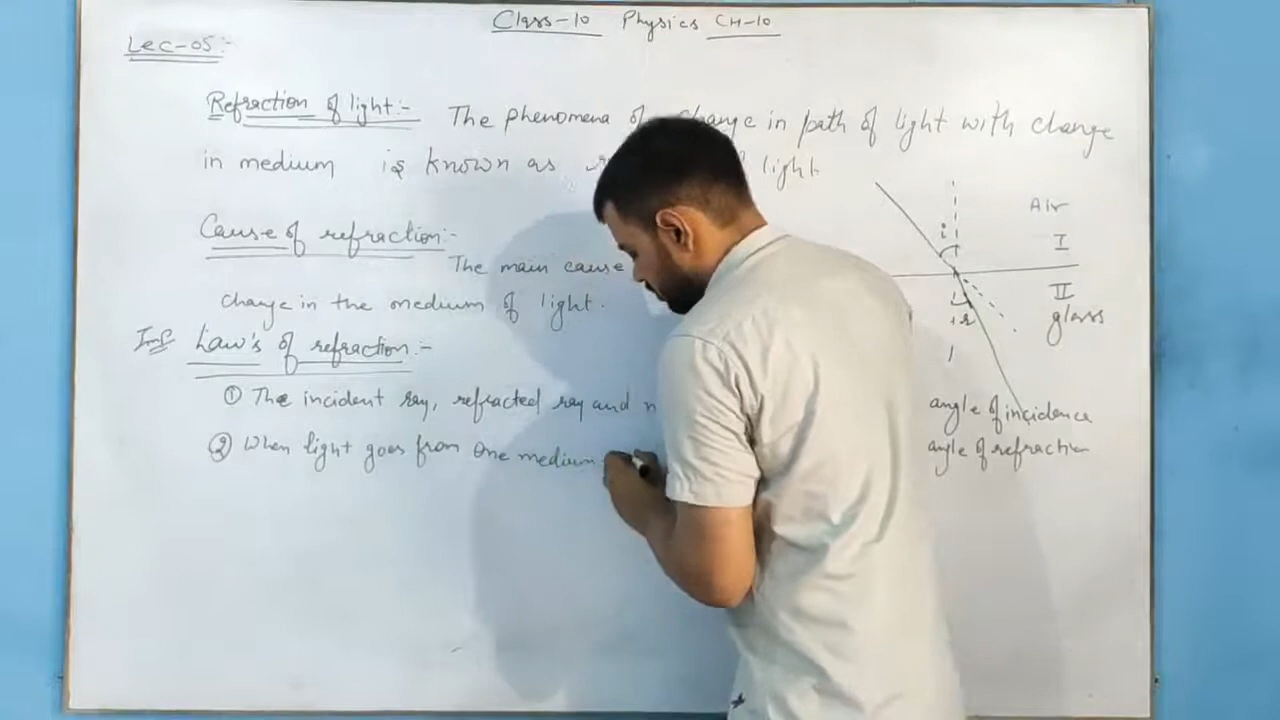 Class-10 Physics CH-10
Lec-05:-
Refraction of light:- The phenomena of change in path of light with change
in medium is known as light.
Cause of refraction:-
The main cause
change in the medium of light.
Imp Law's of refraction:-
① The incident ray, refracted ray and n
② When light goes from one medium
Air
i
I
II
r
glass
angle of incidence
angle of refraction